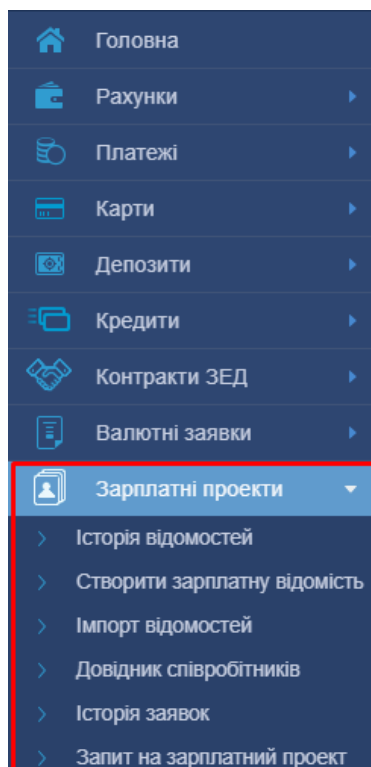 Головна
Рахунки
Платежі
Карти
Депозити
Кредити
Контракти ЗЕД
Валютні заявки
Зарплатні проекти
Історія відомостей
Створити зарплатну відомість
Імпорт відомостей
Довідник співробітників
Історія заявок
Запит на зарплатний проект